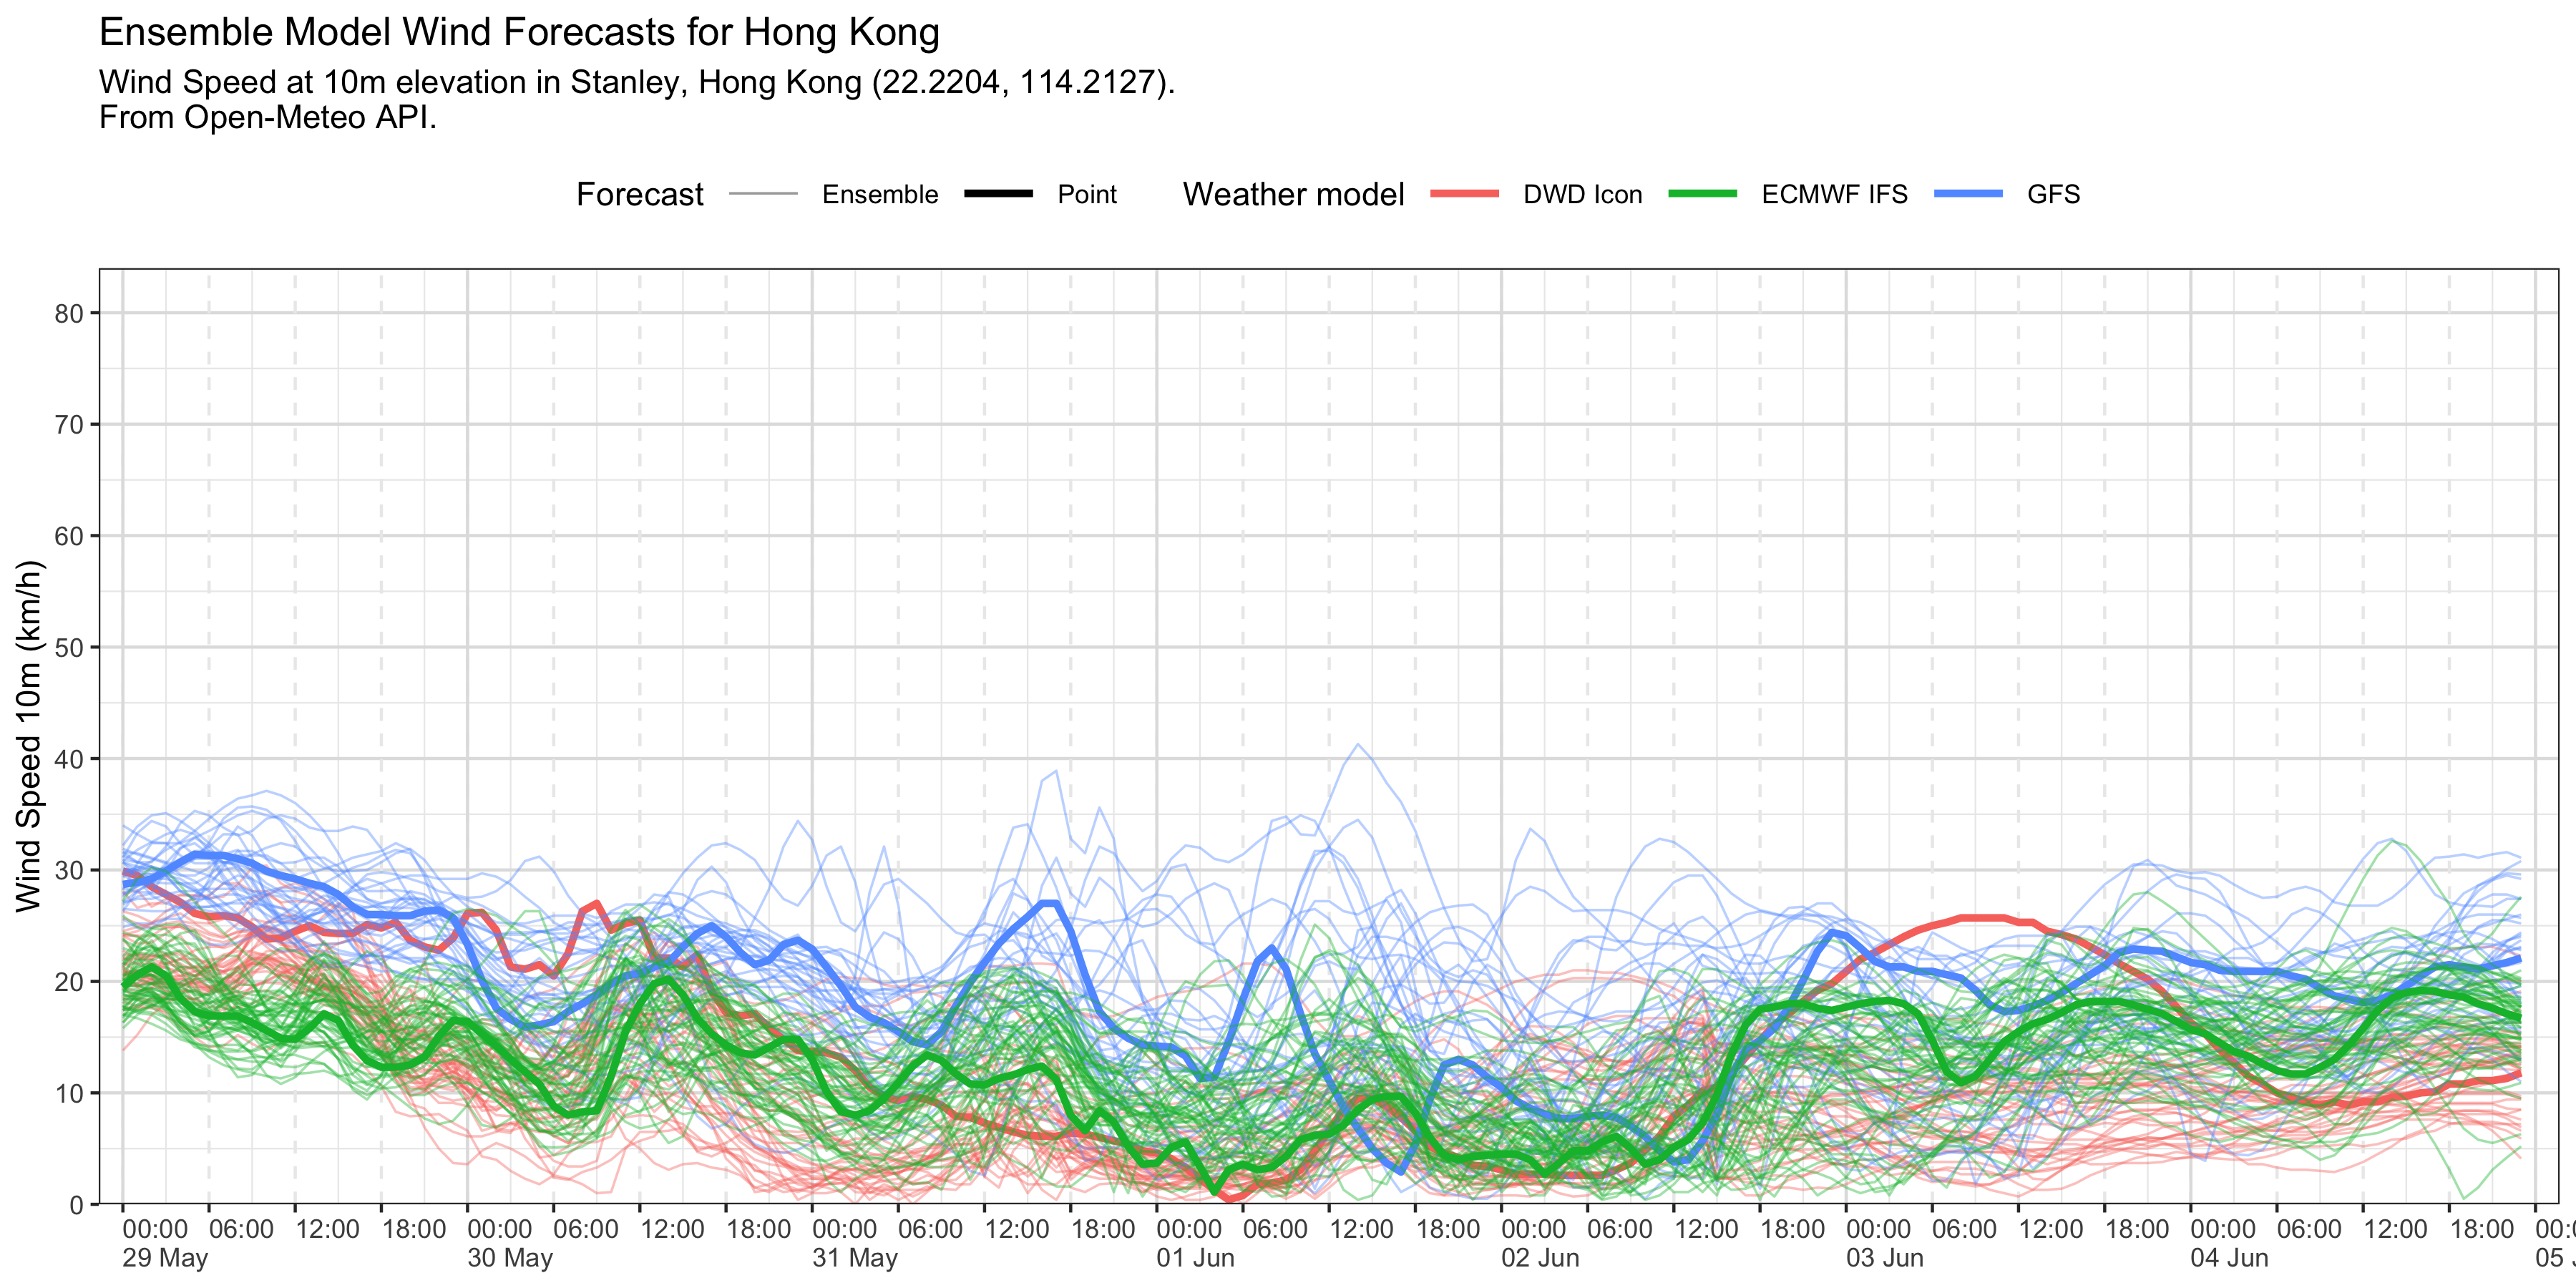 Ensemble Model Wind Forecasts for Hong Kong
Wind Speed at 10m elevation in Stanley, Hong Kong (22.2204, 114.2127).
From Open-Meteo API.
Forecast Ensemble Point Weather model DWD Icon ECMWF IFS GFS
Wind Speed 10m (km/h)
80
70
60
50
40
30
20
10
0
00:00 06:00 12:00 18:00 00:00 06:00 12:00 18:00 00:00 06:00 12:00 18:00 00:00 06:00 12:00 18:00 00:00 06:00 12:00 18:00 00:00 06:00 12:00 18:00 00:00 06:00 12:00 18:00 00:0
29 May 30 May 31 May 01 Jun 02 Jun 03 Jun 04 Jun 05